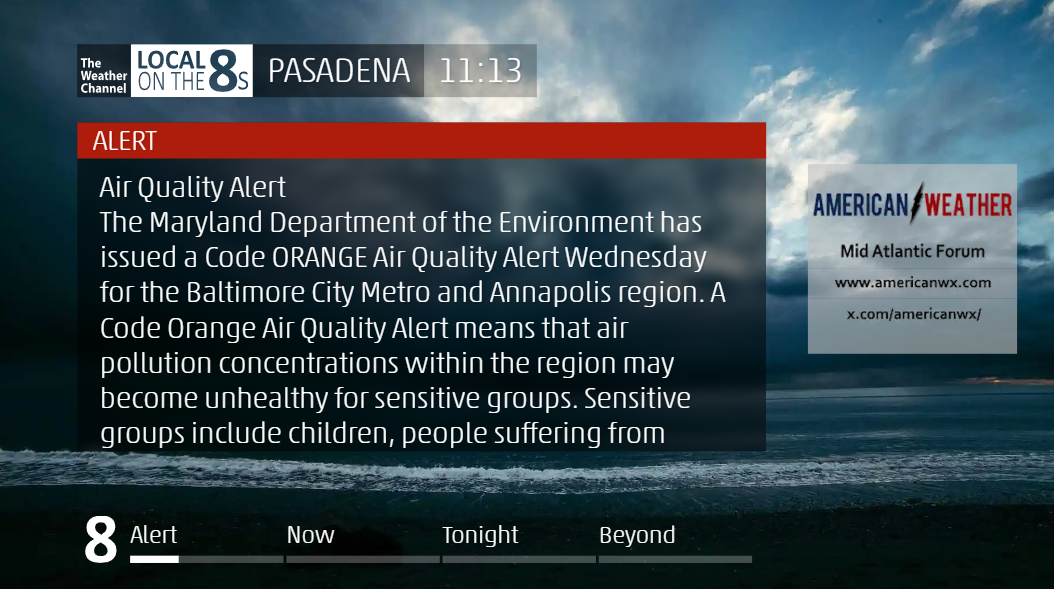 The
Weather
Channel
LOCAL
ON THE 8s
PASADENA 11:13
ALERT
Air Quality Alert
The Maryland Department of the Environment has
issued a Code ORANGE Air Quality Alert Wednesday
for the Baltimore City Metro and Annapolis region. A
Code Orange Air Quality Alert means that air
pollution concentrations within the region may
become unhealthy for sensitive groups. Sensitive
groups include children, people suffering from
AMERICAN WEATHER
Mid Atlantic Forum
www.americanwx.com
x.com/americanwx/
8 Alert Now Tonight Beyond